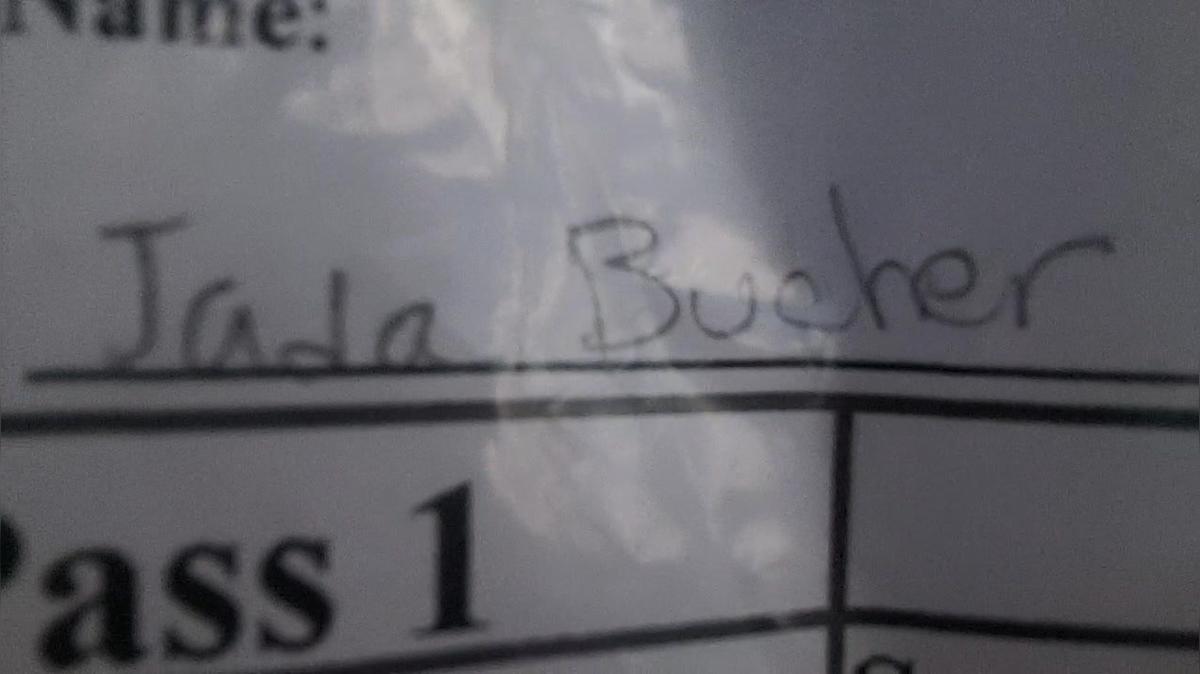 Name:
Jada Bucher
Pass 1